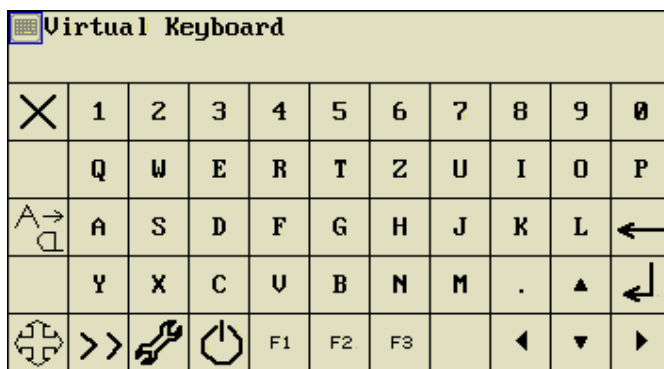 Virtual Keyboard
1 2 3 4 5 6 7 8 9 0
Q W E R T Z U I O P
A→a A S D F G H J K L ←
Y X C V B N M . ▲ ↵
>> F1 F2 F3 ◀ ▼ ▶